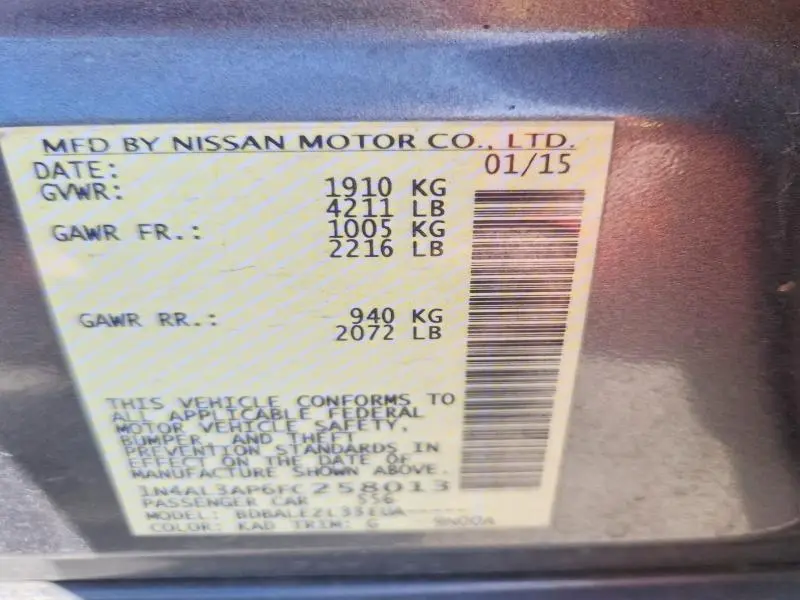 MFD BY NISSAN MOTOR CO., LTD.
DATE: 01/15
GVWR: 1910 KG
4211 LB
GAWR FR.: 1005 KG
2216 LB
GAWR RR.: 940 KG
2072 LB
THIS VEHICLE CONFORMS TO
ALL APPLICABLE FEDERAL
MOTOR VEHICLE SAFETY,
BUMPER, AND THEFT
PREVENTION STANDARDS IN
EFFECT ON THE DATE OF
MANUFACTURE SHOWN ABOVE.
1N4AL3AP6FC258013
PASSENGER CAR 556
MODEL:
COLOR: KAD TRIM: G